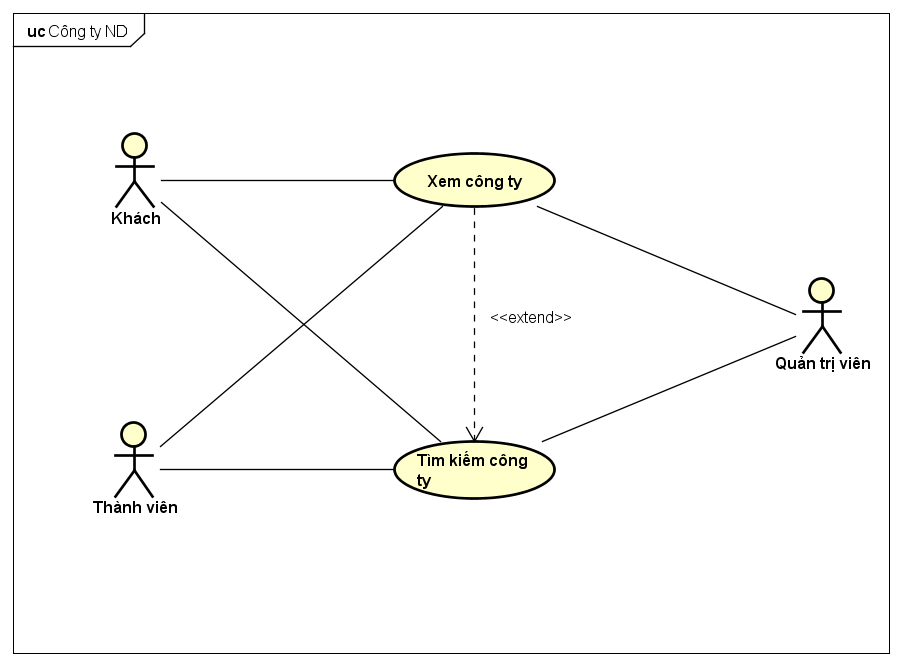 uc Công ty ND
Khách
Xem công ty
<<extend>>
Quản trị viên
Tìm kiếm công
ty
Thành viên